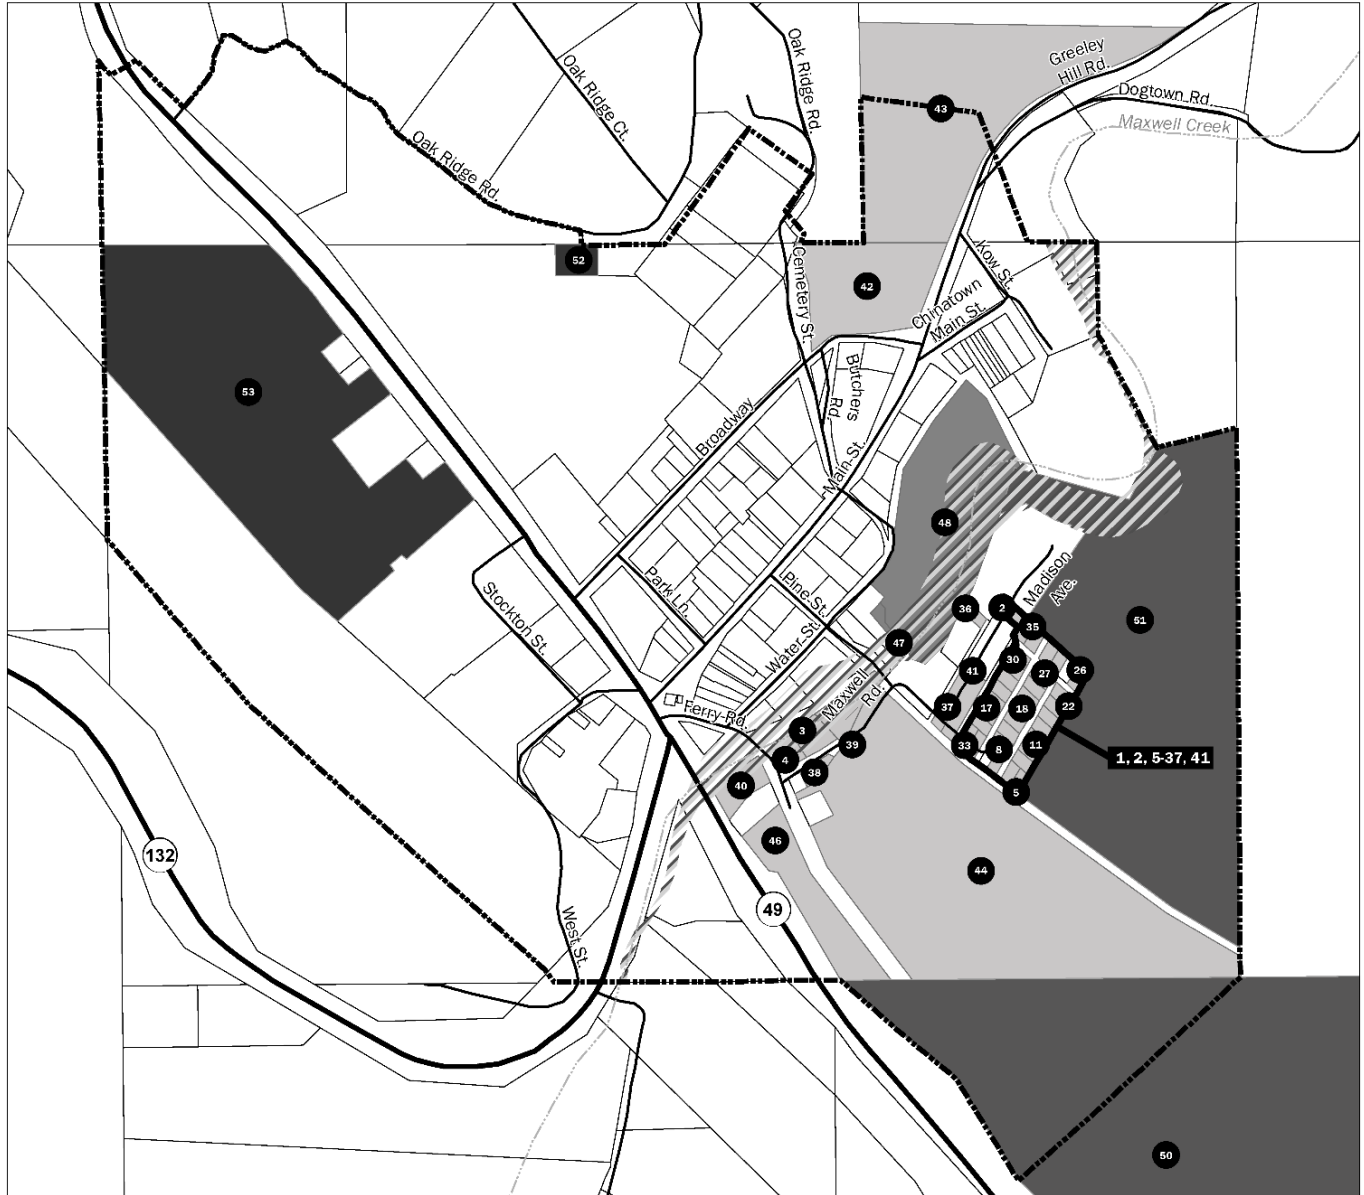 Oak Ridge Rd.
Greeley
Hill Rd.
Oak Ridge Ct.
Dogtown Rd.
43
Maxwell Creek
Oak Ridge Rd.
52
Cemetery St.
42
Kow St.
Chinatown
Main St.
53
Butchers
Rd.
Broadway
Main St.
48
Madison
Ave.
Park Ln.
Pine St.
Stockton St.
36
2
35
51
Water St.
47
30
41
27
26
Maxwell
Rd.
37
17
18
22
Ferry Rd.
3
39
33
8
11
4
38
1, 2, 5-37, 41
40
5
46
132
44
49
West St.
50